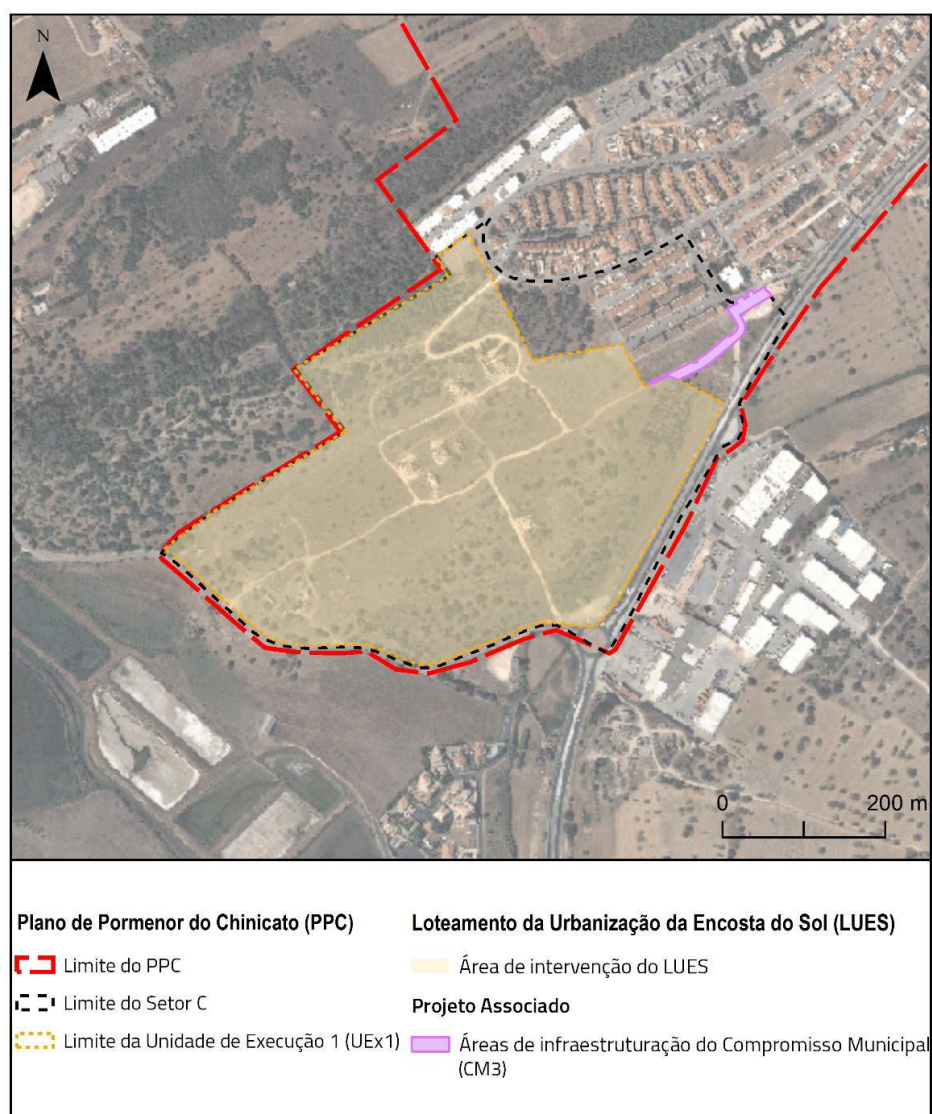 N
0 200 m
Plano de Pormenor do Chinicato (PPC)
Limite do PPC
Limite do Setor C
Limite da Unidade de Execução 1 (UEx1)
Loteamento da Urbanização da Encosta do Sol (LUES)
Área de intervenção do LUES
Projeto Associado
Áreas de infraestruturação do Compromisso Municipal
(CM3)